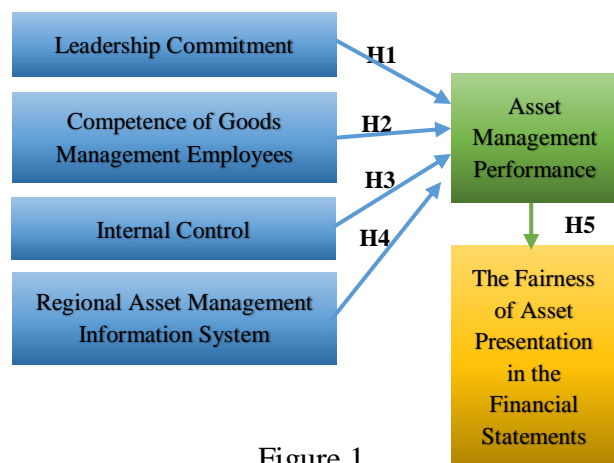 Leadership Commitment
H1
Competence of Goods
Management Employees
H2
Asset
Management
Performance
H3
Internal Control
H4
H5
Regional Asset Management
Information System
The Fairness
of Asset
Presentation
in the
Financial
Statements
Figure 1